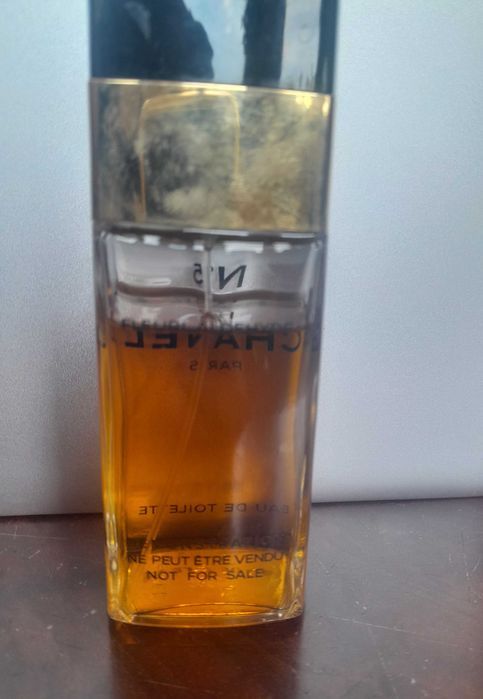 N°5
CHANEL
PARIS
EAU DE TOILETTE
NE PEUT ÊTRE VENDU
NOT FOR SALE